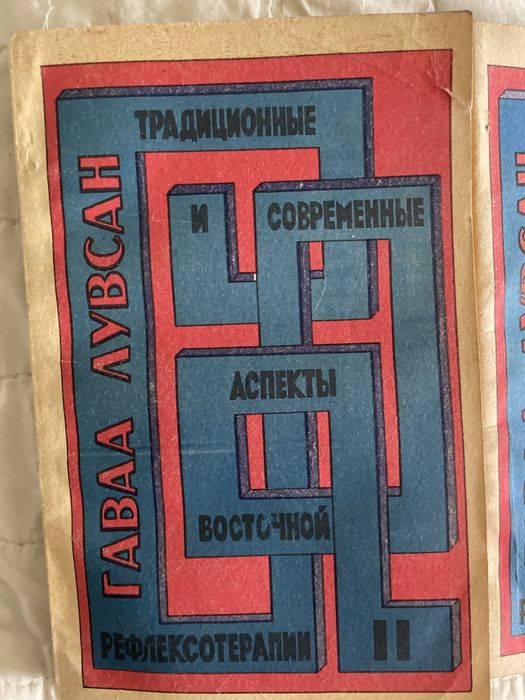 ГАВАА ЛУВСАН
ТРАДИЦИОННЫЕ
И СОВРЕМЕННЫЕ
АСПЕКТЫ
ВОСТОЧНОЙ
РЕФЛЕКСОТЕРАПИИ
II